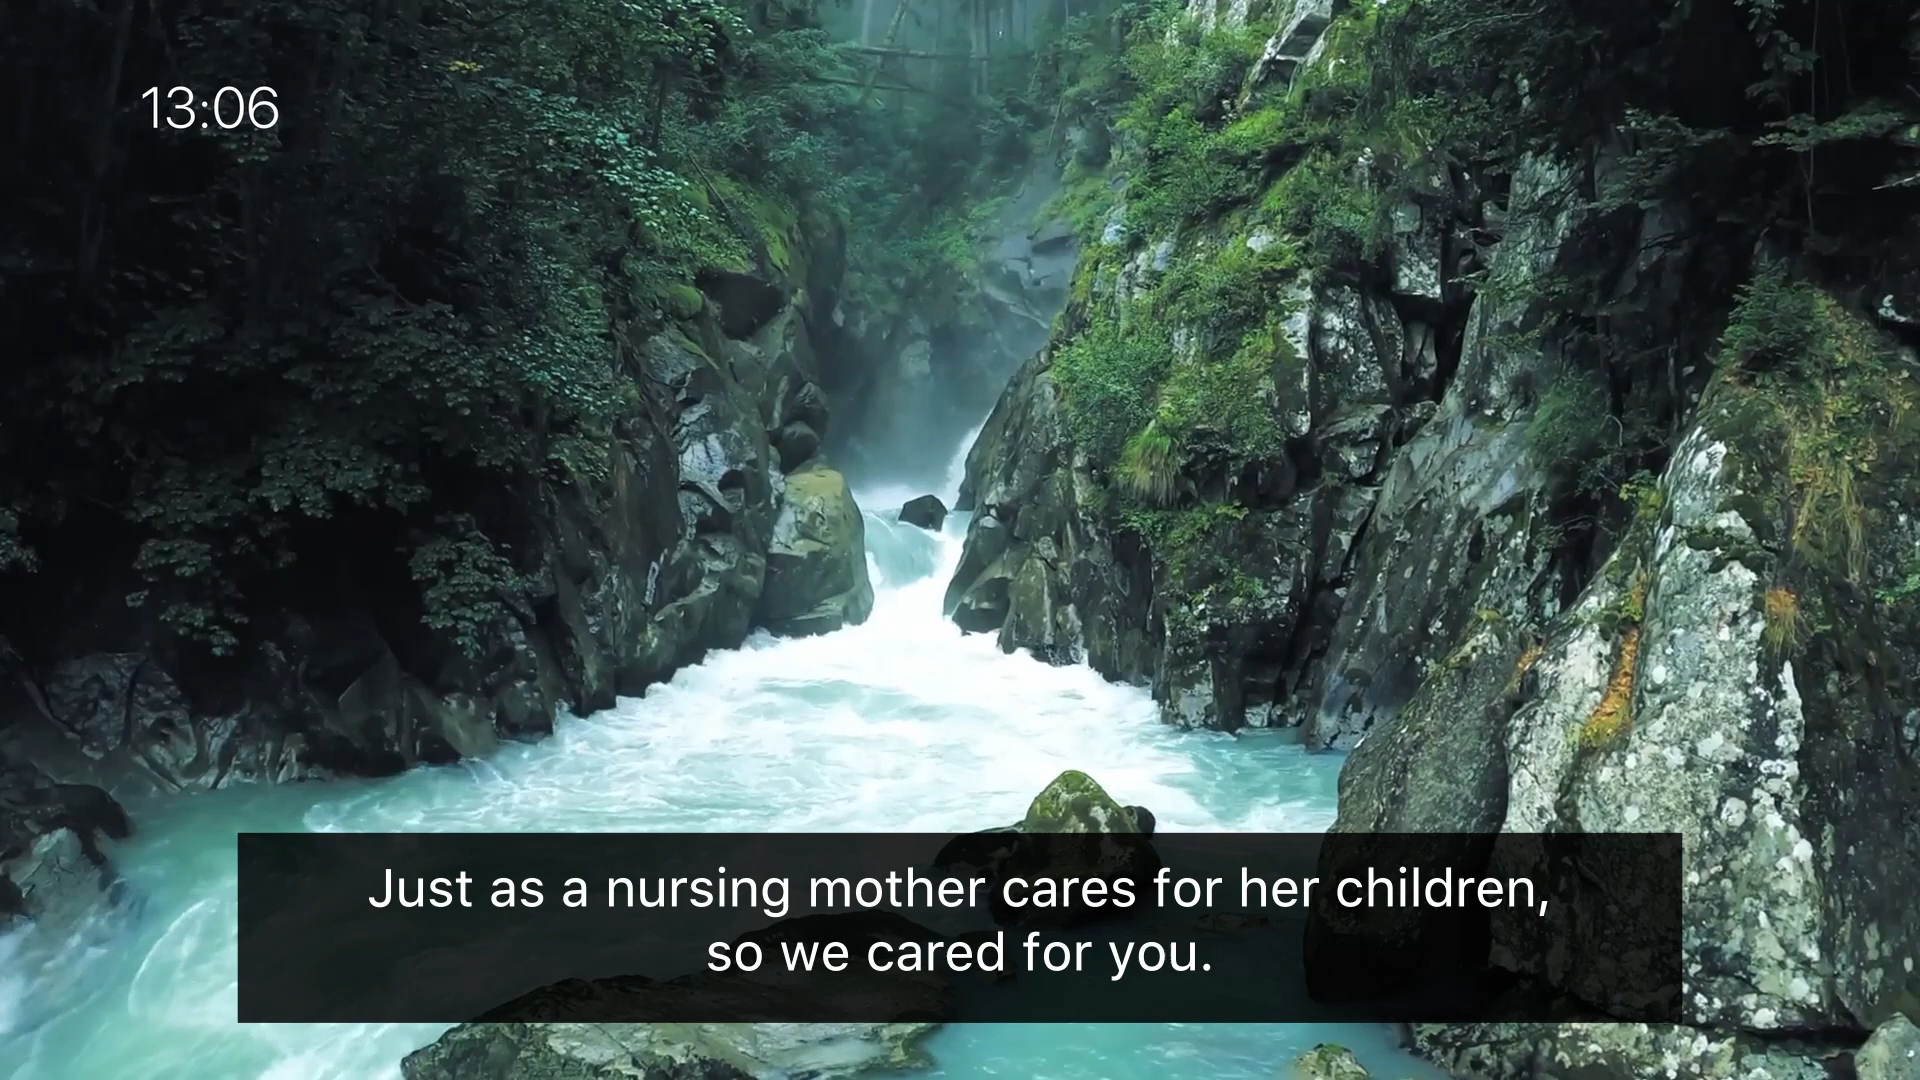 13:06
Just as a nursing mother cares for her children,
so we cared for you.